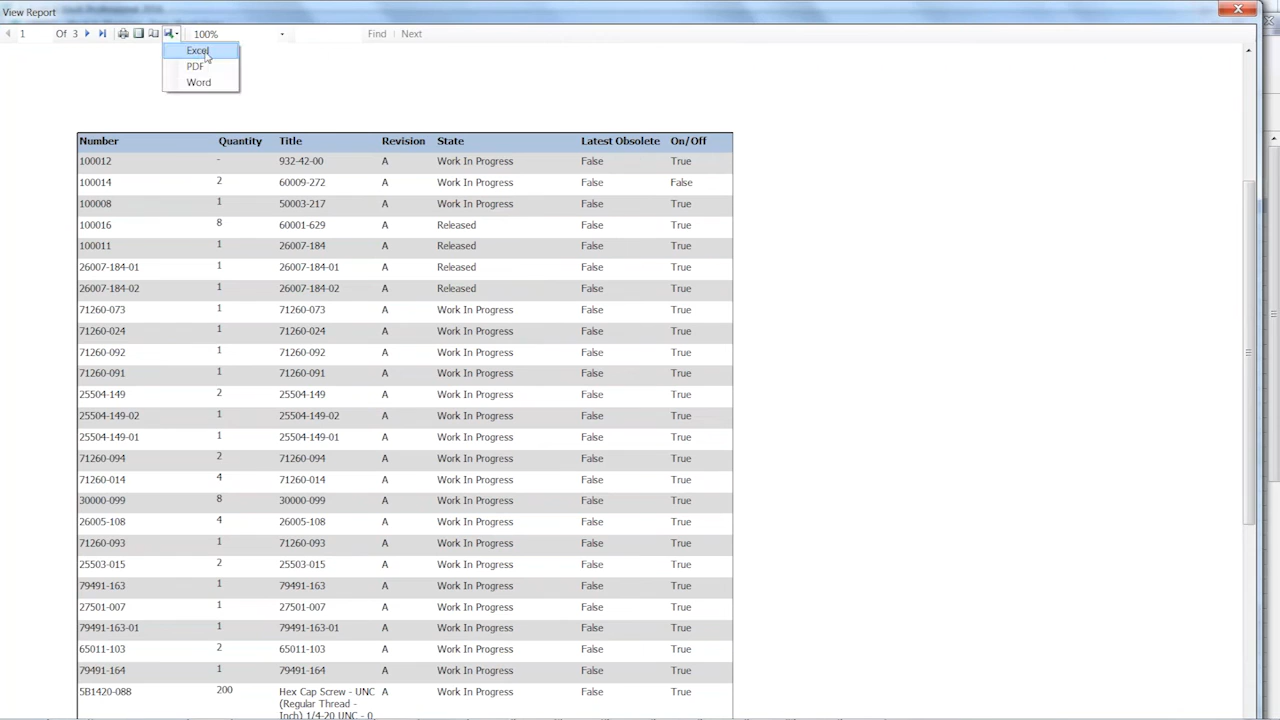 View Report
1 Of 3 100% Find Next
Excel
PDF
Word
Number Quantity Title Revision State Latest Obsolete On/Off
100012 - 932-42-00 A Work In Progress False True
100014 2 60009-272 A Work In Progress False False
100008 1 50003-217 A Work In Progress False True
100016 8 60001-629 A Released False True
100011 1 26007-184 A Released False True
26007-184-01 1 26007-184-01 A Released False True
26007-184-02 1 26007-184-02 A Released False True
71260-073 1 71260-073 A Work In Progress False True
71260-024 1 71260-024 A Work In Progress False True
71260-092 1 71260-092 A Work In Progress False True
71260-091 1 71260-091 A Work In Progress False True
25504-149 2 25504-149 A Work In Progress False True
25504-149-02 1 25504-149-02 A Work In Progress False True
25504-149-01 1 25504-149-01 A Work In Progress False True
71260-094 2 71260-094 A Work In Progress False True
71260-014 4 71260-014 A Work In Progress False True
30000-099 8 30000-099 A Work In Progress False True
26005-108 4 26005-108 A Work In Progress False True
71260-093 1 71260-093 A Work In Progress False True
25503-015 2 25503-015 A Work In Progress False True
79491-163 1 79491-163 A Work In Progress False True
27501-007 1 27501-007 A Work In Progress False True
79491-163-01 1 79491-163-01 A Work In Progress False True
65011-103 2 65011-103 A Work In Progress False True
79491-164 1 79491-164 A Work In Progress False True
5B1420-088 200 Hex Cap Screw - UNC A Work In Progress False True
(Regular Thread -
Inch) 1/4-20 UNC - 0.